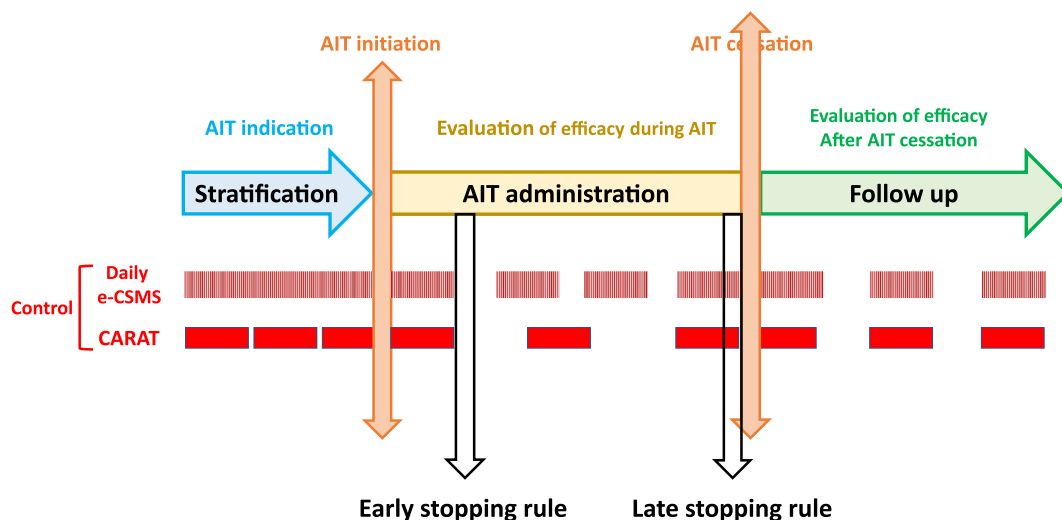 AIT initiation
AIT cessation
AIT indication
Evaluation of efficacy during AIT
Evaluation of efficacy
After AIT cessation
Stratification
AIT administration
Follow up
Control
Daily
e-CSMS
CARAT
Early stopping rule
Late stopping rule